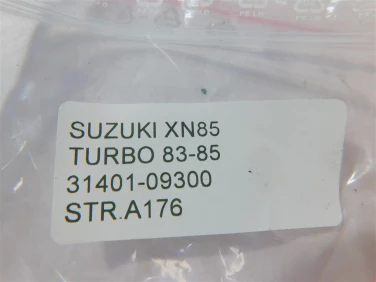 SUZUKI XN85
TURBO 83-85
31401-09300
STR.A176